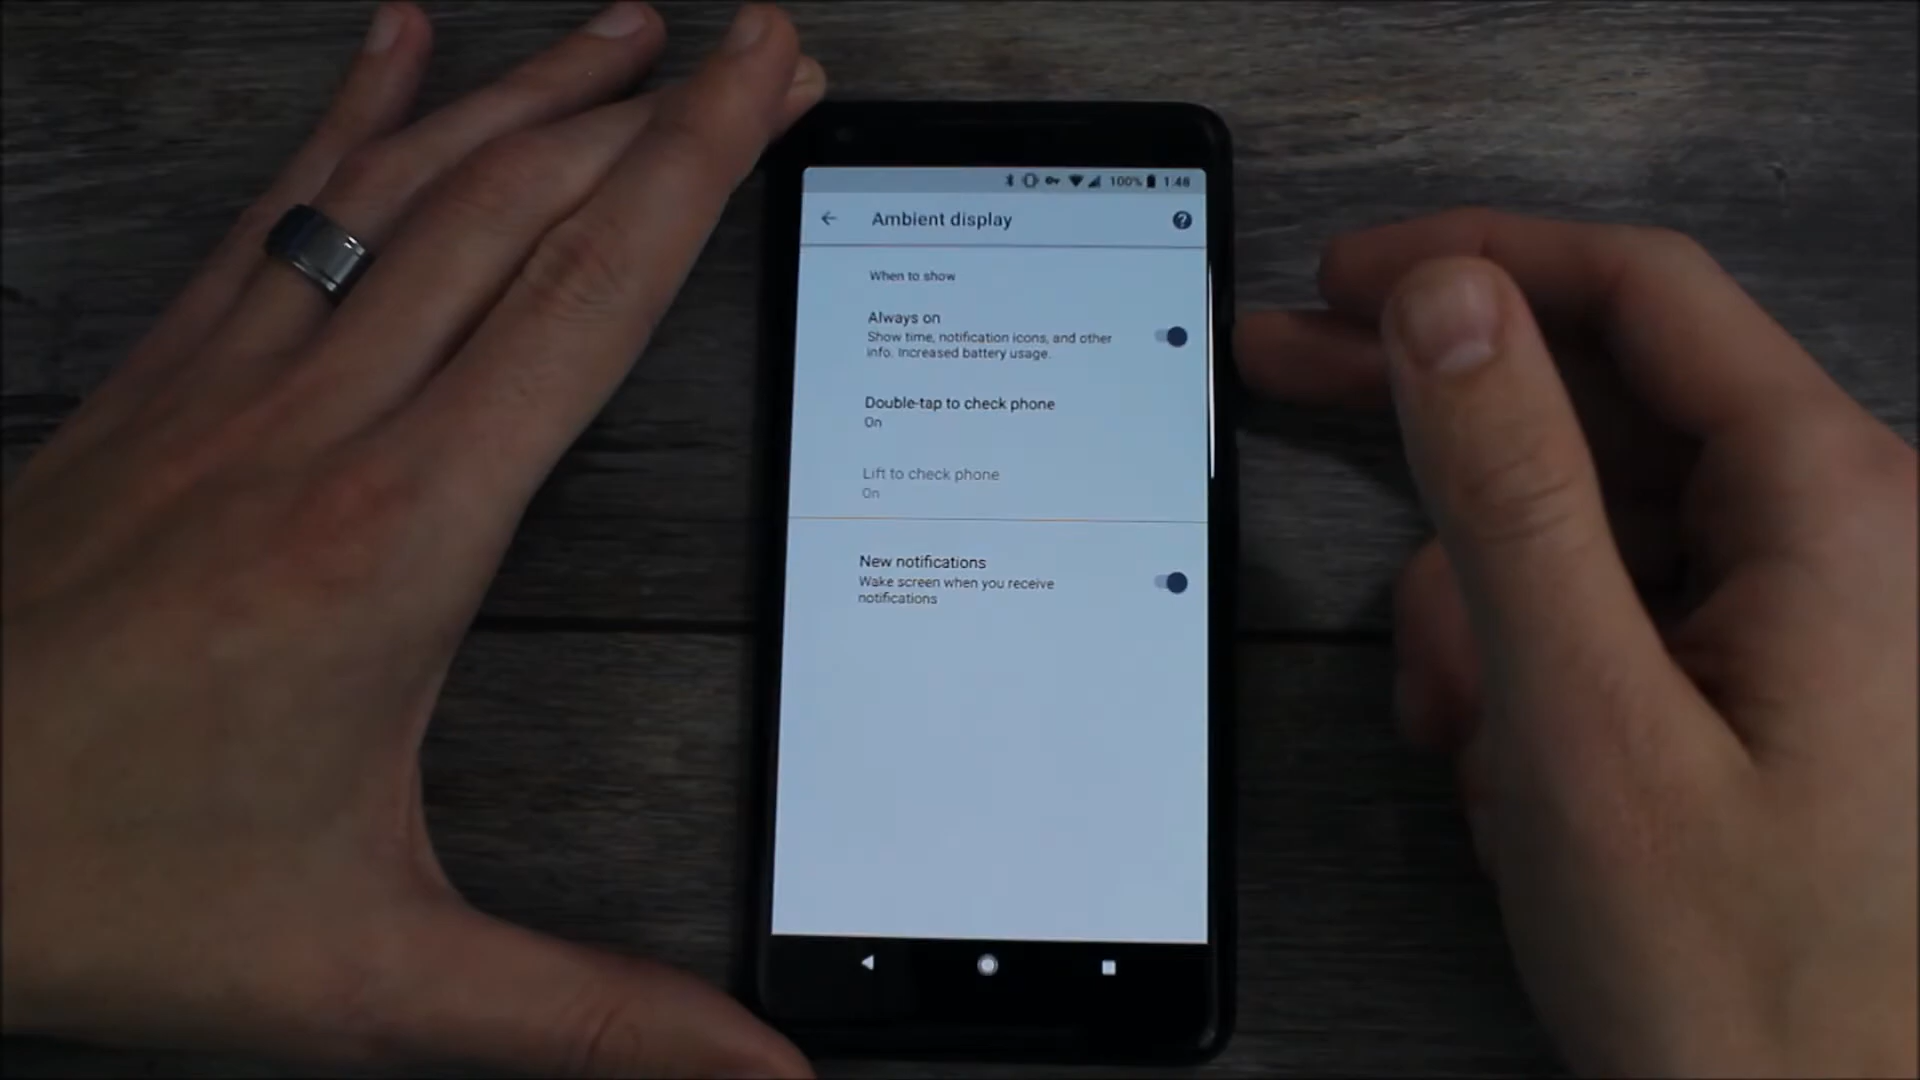 100% 1:48
Ambient display
When to show
Always on
Show time, notification icons, and other
info. Increased battery usage.
Double-tap to check phone
On
Lift to check phone
On
New notifications
Wake screen when you receive
notifications